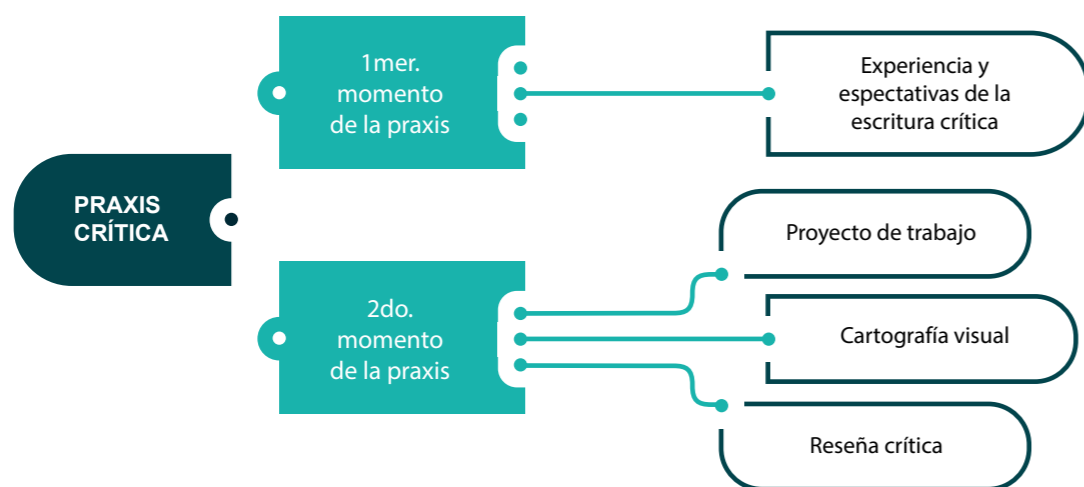 PRAXIS
CRÍTICA
1mer.
momento
de la praxis
Experiencia y
espectativas de la
escritura crítica
2do.
momento
de la praxis
Proyecto de trabajo
Cartografía visual
Reseña crítica